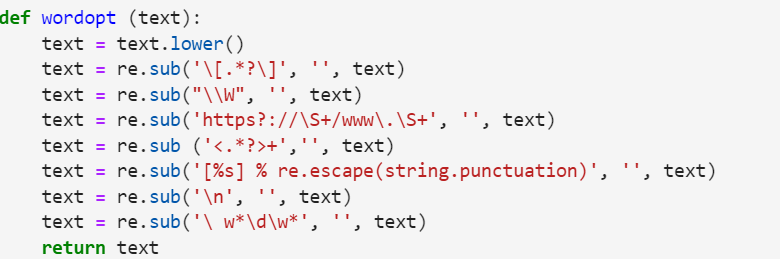 def wordopt (text):
    text = text.lower()
    text = re.sub('\[.*?\]', '', text)
    text = re.sub("\\W", '', text)
    text = re.sub('https?://\S+/www\.\S+', '', text)
    text = re.sub ('<.*?>+','', text)
    text = re.sub('[%s] % re.escape(string.punctuation)', '', text)
    text = re.sub('\n', '', text)
    text = re.sub('\ w*\d\w*', '', text)
    return text